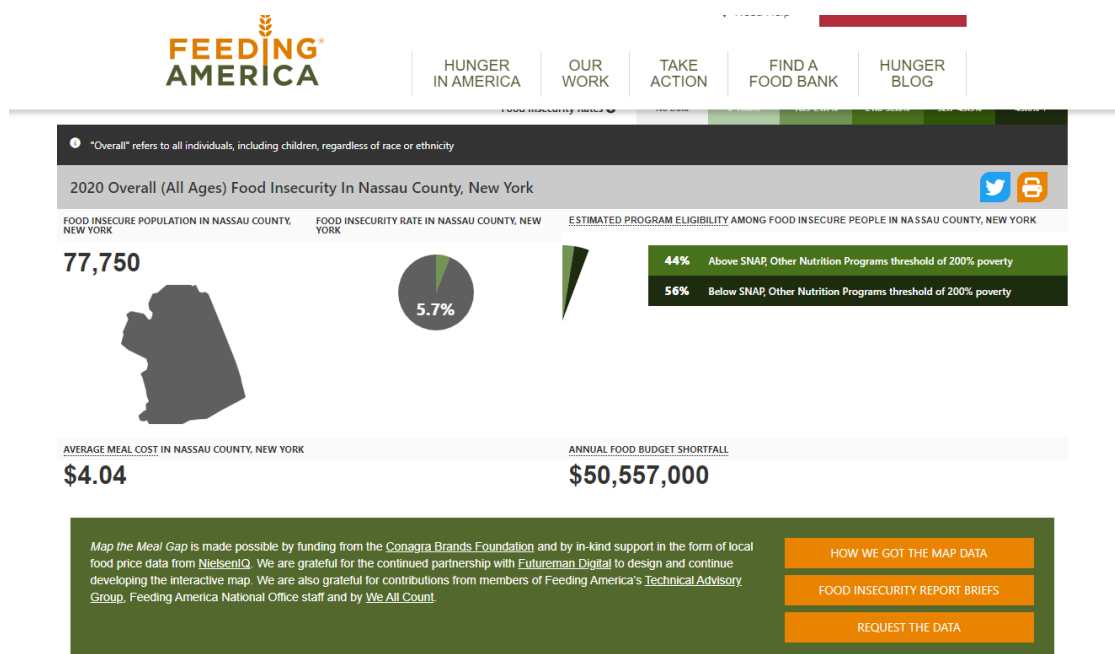 FEEDING
AMERICA
HUNGER
IN AMERICA
OUR
WORK
TAKE
ACTION
FIND A
FOOD BANK
HUNGER
BLOG
"Overall" refers to all individuals, including children, regardless of race or ethnicity
2020 Overall (All Ages) Food Insecurity In Nassau County, New York
FOOD INSECURE POPULATION IN NASSAU COUNTY,
NEW YORK
77,750
FOOD INSECURITY RATE IN NASSAU COUNTY, NEW
YORK
5.7%
ESTIMATED PROGRAM ELIGIBILITY AMONG FOOD INSECURE PEOPLE IN NASSAU COUNTY, NEW YORK
44% Above SNAP, Other Nutrition Programs threshold of 200% poverty
56% Below SNAP, Other Nutrition Programs threshold of 200% poverty
AVERAGE MEAL COST IN NASSAU COUNTY, NEW YORK
$4.04
ANNUAL FOOD BUDGET SHORTFALL
$50,557,000
Map the Meal Gap is made possible by funding from the Conagra Brands Foundation and by in-kind support in the form of local
food price data from NielsenIQ. We are grateful for the continued partnership with Futureman Digital to design and continue
developing the interactive map. We are also grateful for contributions from members of Feeding America's Technical Advisory
Group, Feeding America National Office staff and by We All Count.
HOW WE GOT THE MAP DATA
FOOD INSECURITY REPORT BRIEFS
REQUEST THE DATA